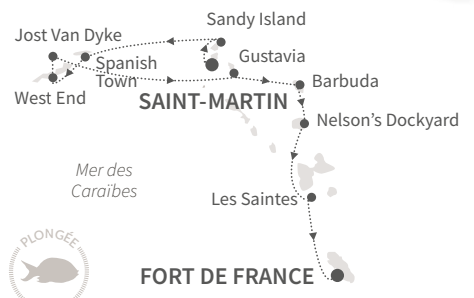 Sandy Island
Jost Van Dyke
Gustavia
Spanish
Town
Barbuda
West End
SAINT-MARTIN
Nelson’s Dockyard
Mer des
Caraïbes
Les Saintes
PLONGÉE
FORT DE FRANCE